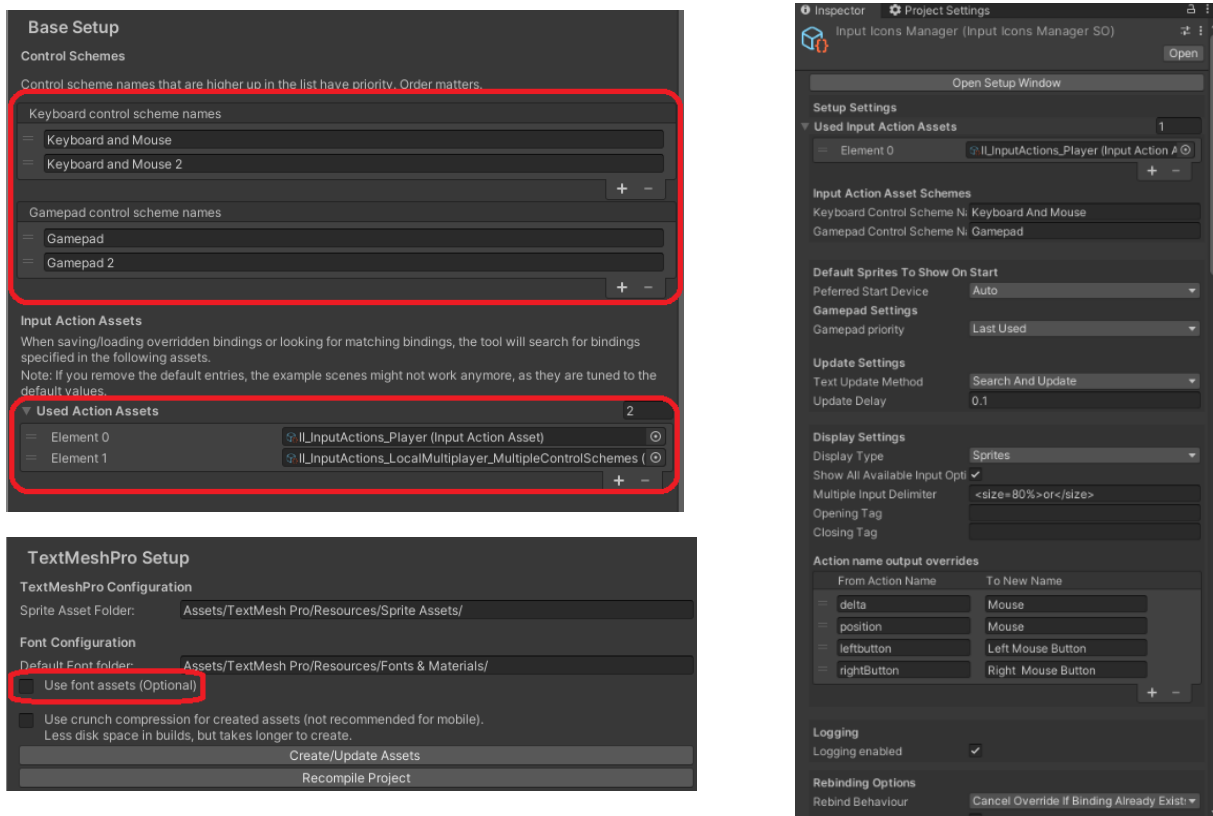 Base Setup
Control Schemes
Control scheme names that are higher up in the list have priority. Order matters.
Keyboard control scheme names
Keyboard and Mouse
Keyboard and Mouse 2
+ −
Gamepad control scheme names
Gamepad
Gamepad 2
+ −
Input Action Assets
When saving/loading overridden bindings or looking for matching bindings, the tool will search for bindings
specified in the following assets.
Note: If you remove the default entries, the example scenes might not work anymore, as they are tuned to the
default values.
Used Action Assets 2
Element 0 II_InputActions_Player (Input Action Asset)
Element 1 II_InputActions_LocalMultiplayer_MultipleControlSchemes (
+ −
TextMeshPro Setup
TextMeshPro Configuration
Sprite Asset Folder: Assets/TextMesh Pro/Resources/Sprite Assets/
Font Configuration
Default Font folder: Assets/TextMesh Pro/Resources/Fonts & Materials/
Use font assets (Optional)
Use crunch compression for created assets (not recommended for mobile).
Less disk space in builds, but takes longer to create.
Create/Update Assets
Recompile Project
Inspector Project Settings
Input Icons Manager (Input Icons Manager SO)
Open
Open Setup Window
Setup Settings
Used Input Action Assets 1
Element 0 II_InputActions_Player (Input Action A
+ −
Input Action Asset Schemes
Keyboard Control Scheme Na Keyboard And Mouse
Gamepad Control Scheme Na Gamepad
Default Sprites To Show On Start
Peferred Start Device Auto
Gamepad Settings
Gamepad priority Last Used
Update Settings
Text Update Method Search And Update
Update Delay 0.1
Display Settings
Display Type Sprites
Show All Available Input Opti
Multiple Input Delimiter <size=80%>or</size>
Opening Tag
Closing Tag
Action name output overrides
From Action Name To New Name
delta Mouse
position Mouse
leftbutton Left Mouse Button
rightButton Right Mouse Button
+ −
Logging
Logging enabled
Rebinding Options
Rebind Behaviour Cancel Override If Binding Already Exists